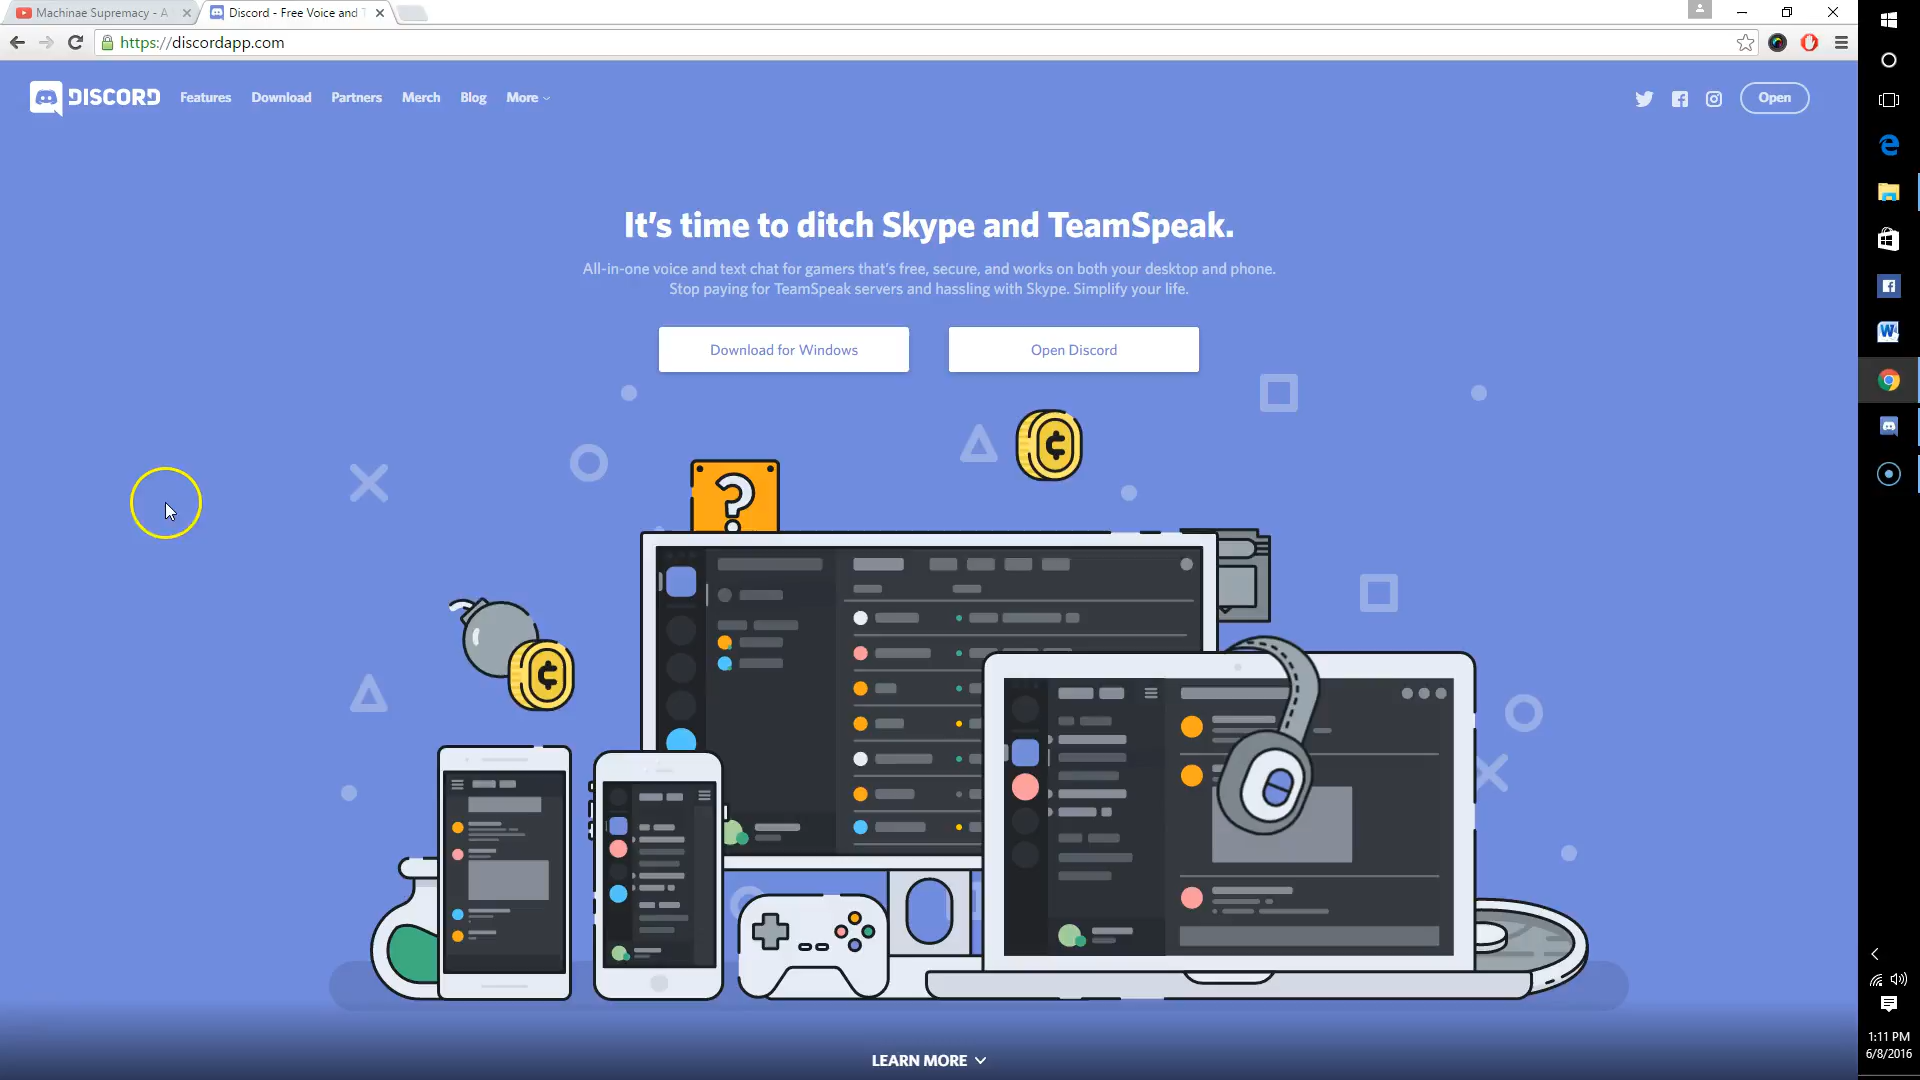 Machinae Supremacy - A
Discord - Free Voice and T
https://discordapp.com
DISCORD
Features
Download
Partners
Merch
Blog
More
Open
It's time to ditch Skype and TeamSpeak.
All-in-one voice and text chat for gamers that's free, secure, and works on both your desktop and phone.
Stop paying for TeamSpeak servers and hassling with Skype. Simplify your life.
Download for Windows
Open Discord
?
LEARN MORE
1:11 PM
6/8/2016